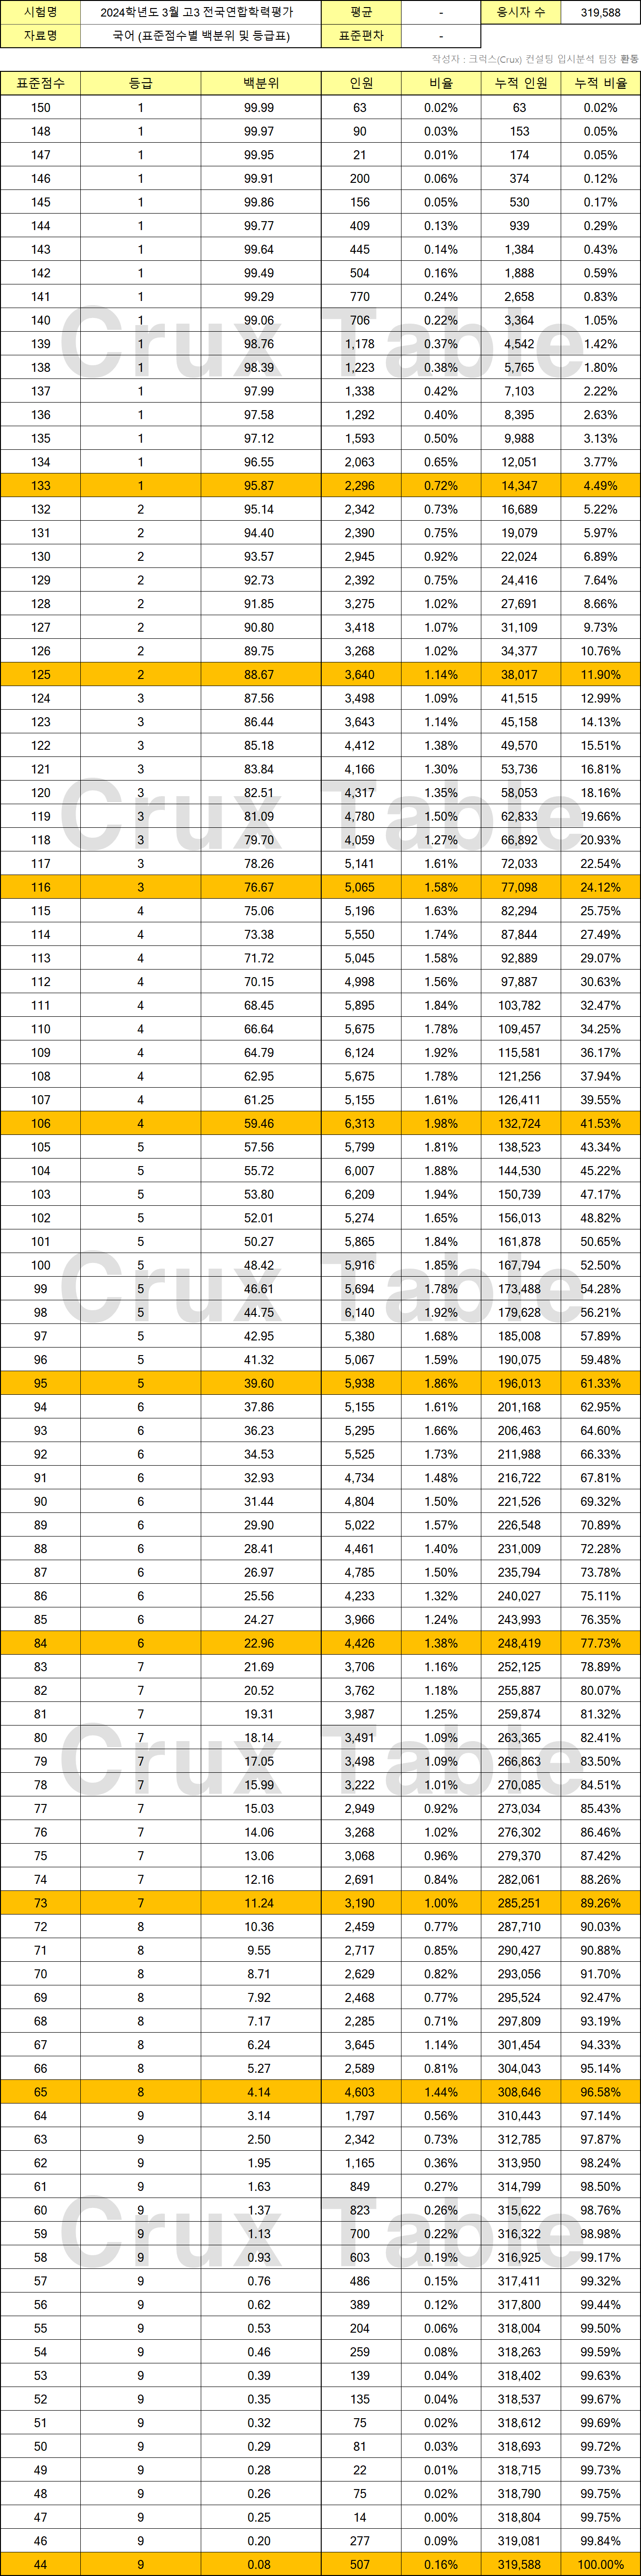 시험명 2024학년도 3월 고3 전국연합학력평가 평균 - 응시자 수 319,588
자료명 국어 (표준점수별 백분위 및 등급표) 표준편차 -
작성자 : 크럭스(Crux) 컨설팅 입시분석 팀장 환동
표준점수 등급 백분위 인원 비율 누적 인원 누적 비율
150 1 99.99 63 0.02% 63 0.02%
148 1 99.97 90 0.03% 153 0.05%
147 1 99.95 21 0.01% 174 0.05%
146 1 99.91 200 0.06% 374 0.12%
145 1 99.86 156 0.05% 530 0.17%
144 1 99.77 409 0.13% 939 0.29%
143 1 99.64 445 0.14% 1,384 0.43%
142 1 99.49 504 0.16% 1,888 0.59%
141 1 99.29 770 0.24% 2,658 0.83%
140 1 99.06 706 0.22% 3,364 1.05%
Crux Table
139 1 98.76 1,178 0.37% 4,542 1.42%
138 1 98.39 1,223 0.38% 5,765 1.80%
137 1 97.99 1,338 0.42% 7,103 2.22%
136 1 97.58 1,292 0.40% 8,395 2.63%
135 1 97.12 1,593 0.50% 9,988 3.13%
134 1 96.55 2,063 0.65% 12,051 3.77%
133 1 95.87 2,296 0.72% 14,347 4.49%
132 2 95.14 2,342 0.73% 16,689 5.22%
131 2 94.40 2,390 0.75% 19,079 5.97%
130 2 93.57 2,945 0.92% 22,024 6.89%
129 2 92.73 2,392 0.75% 24,416 7.64%
128 2 91.85 3,275 1.02% 27,691 8.66%
127 2 90.80 3,418 1.07% 31,109 9.73%
126 2 89.75 3,268 1.02% 34,377 10.76%
125 2 88.67 3,640 1.14% 38,017 11.90%
124 3 87.56 3,498 1.09% 41,515 12.99%
123 3 86.44 3,643 1.14% 45,158 14.13%
122 3 85.18 4,412 1.38% 49,570 15.51%
121 3 83.84 4,166 1.30% 53,736 16.81%
120 3 82.51 4,317 1.35% 58,053 18.16%
Crux Table
119 3 81.09 4,780 1.50% 62,833 19.66%
118 3 79.70 4,059 1.27% 66,892 20.93%
117 3 78.26 5,141 1.61% 72,033 22.54%
116 3 76.67 5,065 1.58% 77,098 24.12%
115 4 75.06 5,196 1.63% 82,294 25.75%
114 4 73.38 5,550 1.74% 87,844 27.49%
113 4 71.72 5,045 1.58% 92,889 29.07%
112 4 70.15 4,998 1.56% 97,887 30.63%
111 4 68.45 5,895 1.84% 103,782 32.47%
110 4 66.64 5,675 1.78% 109,457 34.25%
109 4 64.79 6,124 1.92% 115,581 36.17%
108 4 62.95 5,675 1.78% 121,256 37.94%
107 4 61.25 5,155 1.61% 126,411 39.55%
106 4 59.46 6,313 1.98% 132,724 41.53%
105 5 57.56 5,799 1.81% 138,523 43.34%
104 5 55.72 6,007 1.88% 144,530 45.22%
103 5 53.80 6,209 1.94% 150,739 47.17%
102 5 52.01 5,274 1.65% 156,013 48.82%
101 5 50.27 5,865 1.84% 161,878 50.65%
100 5 48.42 5,916 1.85% 167,794 52.50%
Crux Table
99 5 46.61 5,694 1.78% 173,488 54.28%
98 5 44.75 6,140 1.92% 179,628 56.21%
97 5 42.95 5,380 1.68% 185,008 57.89%
96 5 41.32 5,067 1.59% 190,075 59.48%
95 5 39.60 5,938 1.86% 196,013 61.33%
94 6 37.86 5,155 1.61% 201,168 62.95%
93 6 36.23 5,295 1.66% 206,463 64.60%
92 6 34.53 5,525 1.73% 211,988 66.33%
91 6 32.93 4,734 1.48% 216,722 67.81%
90 6 31.44 4,804 1.50% 221,526 69.32%
89 6 29.90 5,022 1.57% 226,548 70.89%
88 6 28.41 4,461 1.40% 231,009 72.28%
87 6 26.97 4,785 1.50% 235,794 73.78%
86 6 25.56 4,233 1.32% 240,027 75.11%
85 6 24.27 3,966 1.24% 243,993 76.35%
84 6 22.96 4,426 1.38% 248,419 77.73%
83 7 21.69 3,706 1.16% 252,125 78.89%
82 7 20.52 3,762 1.18% 255,887 80.07%
81 7 19.31 3,987 1.25% 259,874 81.32%
80 7 18.14 3,491 1.09% 263,365 82.41%
Crux Table
79 7 17.05 3,498 1.09% 266,863 83.50%
78 7 15.99 3,222 1.01% 270,085 84.51%
77 7 15.03 2,949 0.92% 273,034 85.43%
76 7 14.06 3,268 1.02% 276,302 86.46%
75 7 13.06 3,068 0.96% 279,370 87.42%
74 7 12.16 2,691 0.84% 282,061 88.26%
73 7 11.24 3,190 1.00% 285,251 89.26%
72 8 10.36 2,459 0.77% 287,710 90.03%
71 8 9.55 2,717 0.85% 290,427 90.88%
70 8 8.71 2,629 0.82% 293,056 91.70%
69 8 7.92 2,468 0.77% 295,524 92.47%
68 8 7.17 2,285 0.71% 297,809 93.19%
67 8 6.24 3,645 1.14% 301,454 94.33%
66 8 5.27 2,589 0.81% 304,043 95.14%
65 8 4.14 4,603 1.44% 308,646 96.58%
64 9 3.14 1,797 0.56% 310,443 97.14%
63 9 2.50 2,342 0.73% 312,785 97.87%
62 9 1.95 1,165 0.36% 313,950 98.24%
61 9 1.63 849 0.27% 314,799 98.50%
60 9 1.37 823 0.26% 315,622 98.76%
Crux Table
59 9 1.13 700 0.22% 316,322 98.98%
58 9 0.93 603 0.19% 316,925 99.17%
57 9 0.76 486 0.15% 317,411 99.32%
56 9 0.62 389 0.12% 317,800 99.44%
55 9 0.53 204 0.06% 318,004 99.50%
54 9 0.46 259 0.08% 318,263 99.59%
53 9 0.39 139 0.04% 318,402 99.63%
52 9 0.35 135 0.04% 318,537 99.67%
51 9 0.32 75 0.02% 318,612 99.69%
50 9 0.29 81 0.03% 318,693 99.72%
49 9 0.28 22 0.01% 318,715 99.73%
48 9 0.26 75 0.02% 318,790 99.75%
47 9 0.25 14 0.00% 318,804 99.75%
46 9 0.20 277 0.09% 319,081 99.84%
44 9 0.08 507 0.16% 319,588 100.00%